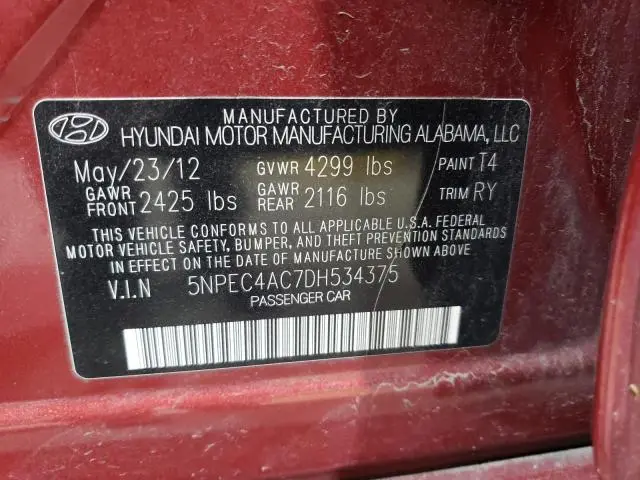 MANUFACTURED BY
HYUNDAI MOTOR MANUFACTURING ALABAMA, LLC
May/23/12 GVWR 4299 lbs PAINT T4
GAWR FRONT 2425 lbs GAWR REAR 2116 lbs TRIM RY
THIS VEHICLE CONFORMS TO ALL APPLICABLE U.S.A. FEDERAL
MOTOR VEHICLE SAFETY, BUMPER, AND THEFT PREVENTION STANDARDS
IN EFFECT ON THE DATE OF MANUFACTURE SHOWN ABOVE.
V.I.N 5NPEC4AC7DH534375
PASSENGER CAR